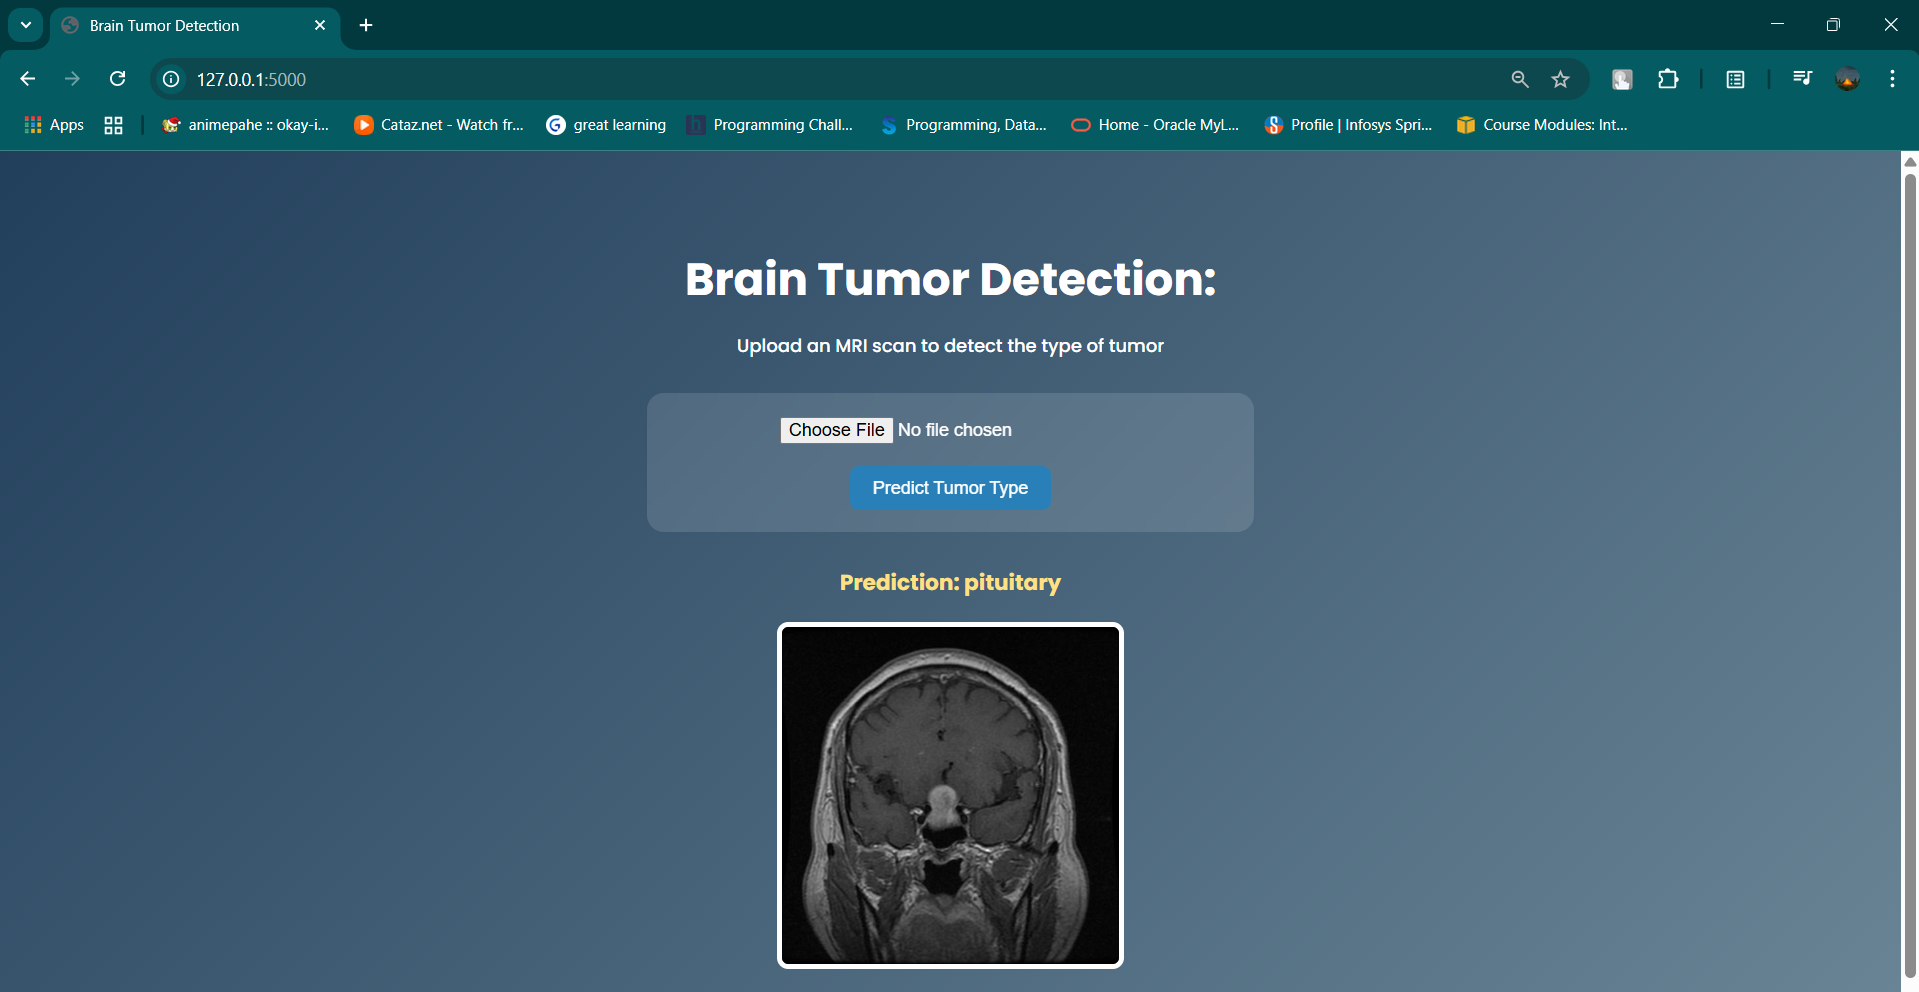 Brain Tumor Detection
127.0.0.1:5000
Apps animepahe :: okay-i... Cataz.net - Watch fr... great learning Programming Chall... Programming, Data... Home - Oracle MyL... Profile | Infosys Spri... Course Modules: Int...
Brain Tumor Detection:
Upload an MRI scan to detect the type of tumor
Choose File No file chosen
Predict Tumor Type
Prediction: pituitary